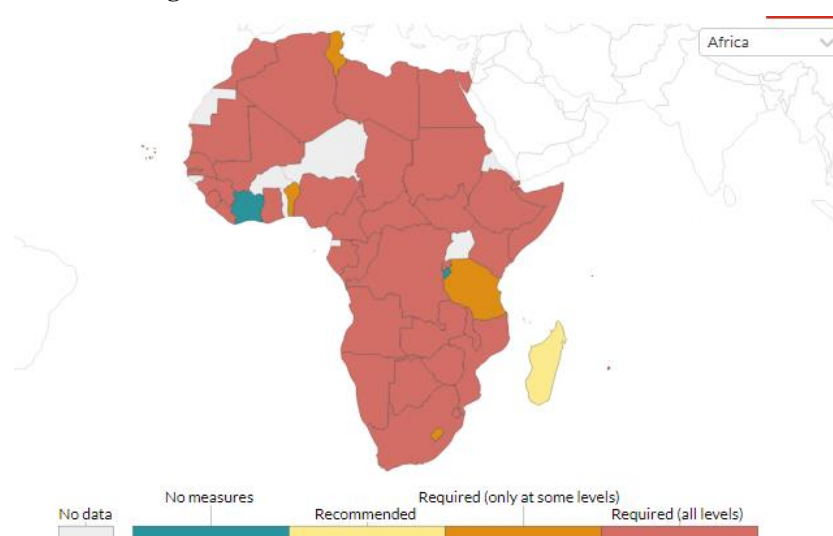 Africa
No data
No measures
Recommended
Required (only at some levels)
Required (all levels)